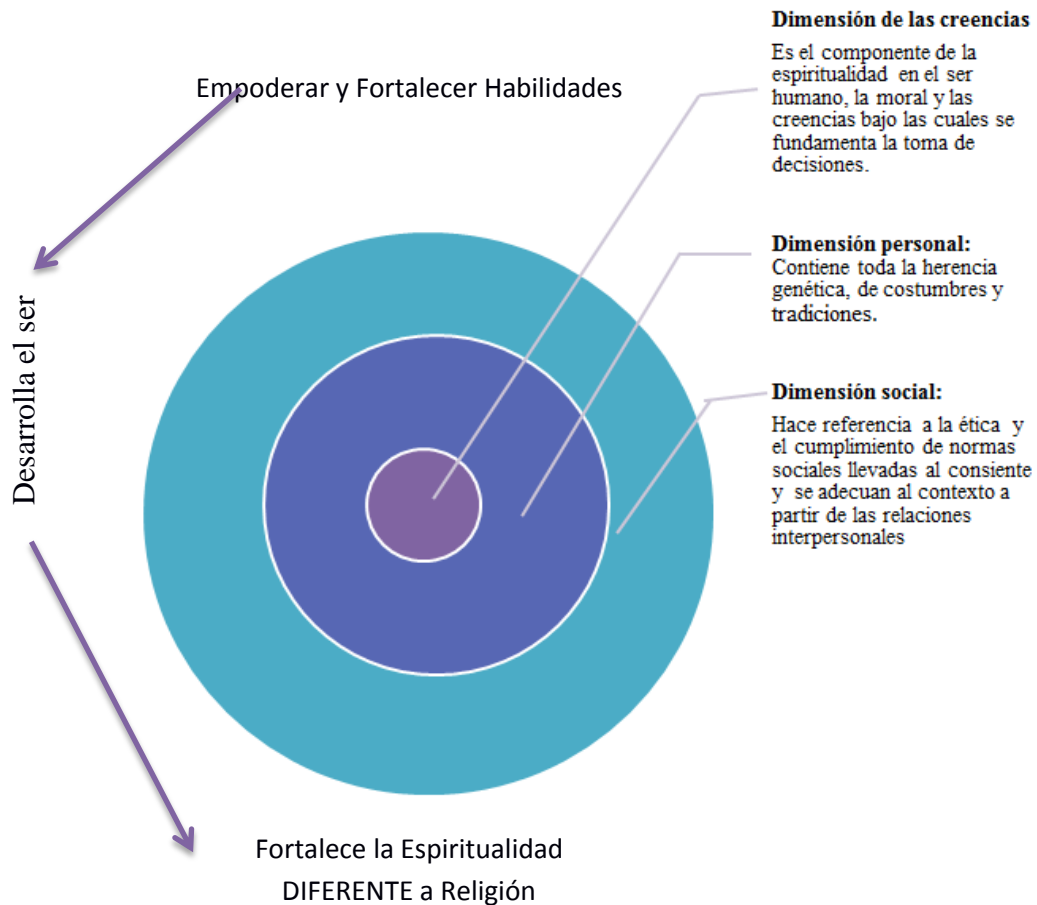 Dimensión de las creencias
Es el componente de la
espiritualidad en el ser
humano, la moral y las
creencias bajo las cuales se
fundamenta la toma de
decisiones.
Empoderar y Fortalecer Habilidades
Dimensión personal:
Contiene toda la herencia
genética, de costumbres y
tradiciones.
Desarrolla el ser
Dimensión social:
Hace referencia a la ética y
el cumplimiento de normas
sociales llevadas al consiente
y se adecuan al contexto a
partir de las relaciones
interpersonales
Fortalece la Espiritualidad
DIFERENTE a Religión